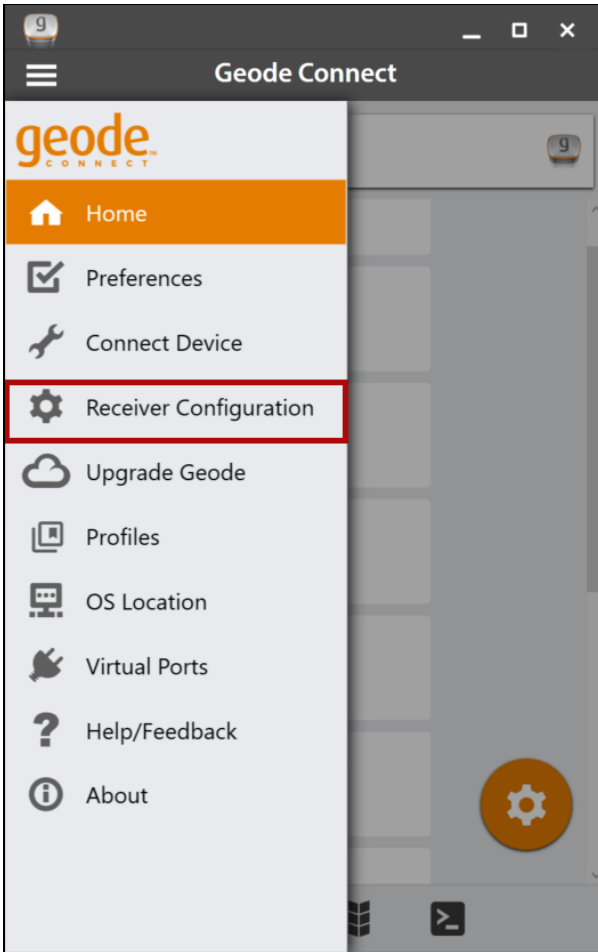 g
Geode Connect
geode™
CONNECT
g
Home
Preferences
Connect Device
Receiver Configuration
Upgrade Geode
Profiles
OS Location
Virtual Ports
Help/Feedback
About